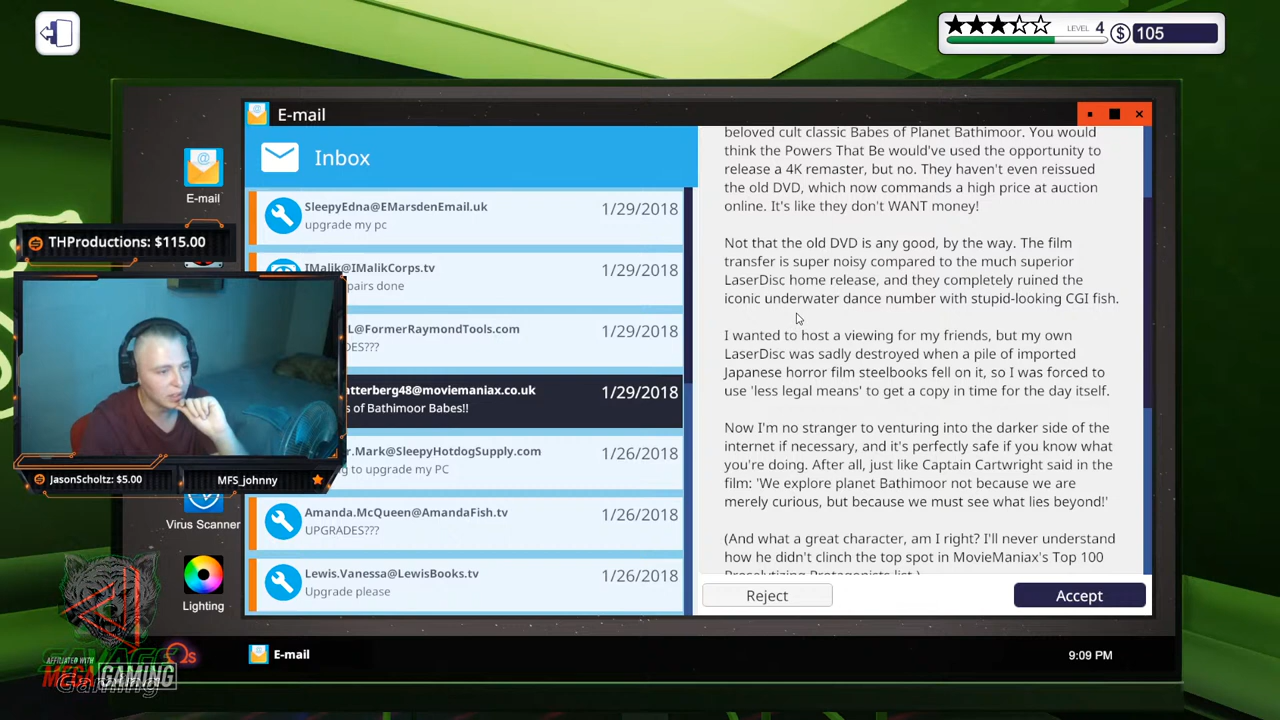 LEVEL 4
$ 105
E-mail
Inbox
E-mail
SleepyEdna@EMarsdenEmail.uk
1/29/2018
upgrade my pc
THProductions: $115.00
IMalik@IMalikCorps.tv
1/29/2018
pairs done
L@FormerRaymondTools.com
1/29/2018
DES???
tterberg48@moviemaniax.co.uk
1/29/2018
s of Bathimoor Babes!!
r.Mark@SleepyHotdogSupply.com
1/26/2018
g to upgrade my PC
JasonScholtz: $5.00
MFS_johnny
Amanda.McQueen@AmandaFish.tv
1/26/2018
UPGRADES???
Virus Scanner
Lewis.Vanessa@LewisBooks.tv
1/26/2018
Upgrade please
Lighting
beloved cult classic Babes of Planet Bathimoor. You would
think the Powers That Be would've used the opportunity to
release a 4K remaster, but no. They haven't even reissued
the old DVD, which now commands a high price at auction
online. It's like they don't WANT money!
Not that the old DVD is any good, by the way. The film
transfer is super noisy compared to the much superior
LaserDisc home release, and they completely ruined the
iconic underwater dance number with stupid-looking CGI fish.
I wanted to host a viewing for my friends, but my own
LaserDisc was sadly destroyed when a pile of imported
Japanese horror film steelbooks fell on it, so I was forced to
use 'less legal means' to get a copy in time for the day itself.
Now I'm no stranger to venturing into the darker side of the
internet if necessary, and it's perfectly safe if you know what
you're doing. After all, just like Captain Cartwright said in the
film: 'We explore planet Bathimoor not because we are
merely curious, but because we must see what lies beyond!'
(And what a great character, am I right? I'll never understand
how he didn't clinch the top spot in MovieManiax's Top 100
Proselytizing Protagonists list.)
Reject
Accept
AFFILIATED WITH
MEGA GAMING
E-mail
9:09 PM